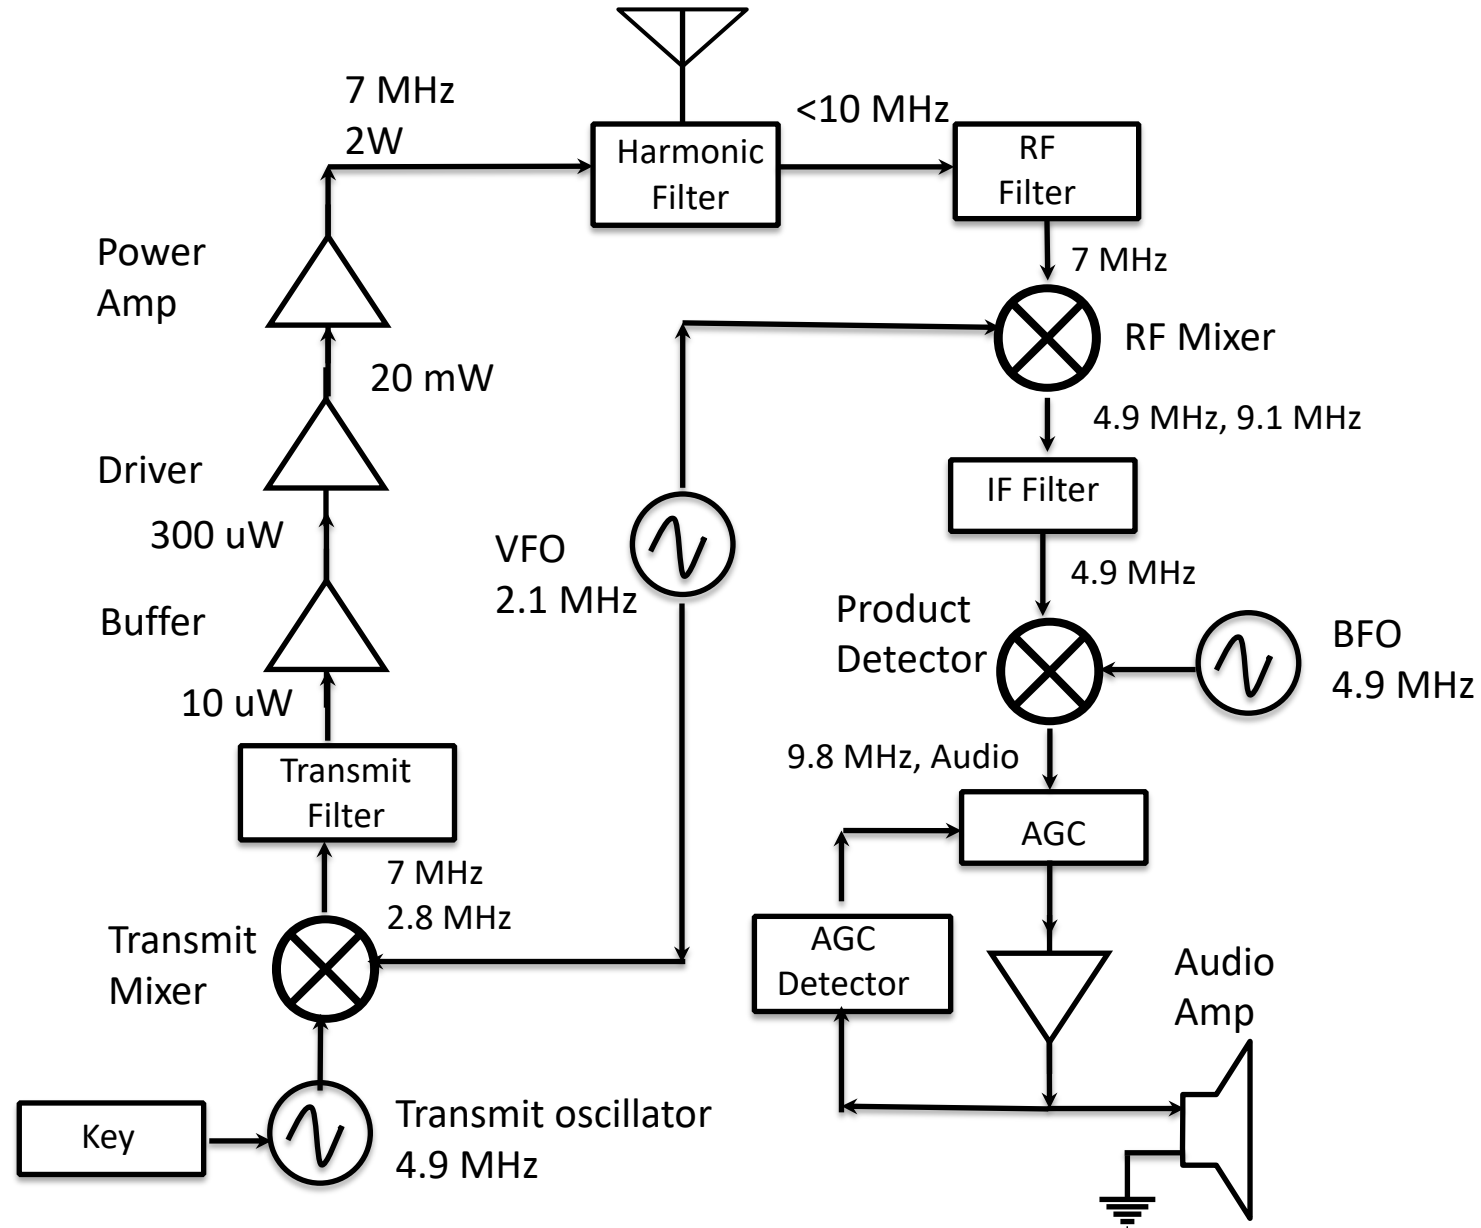 7 MHz
2W
<10 MHz
Harmonic
Filter
RF
Filter
Power
Amp
7 MHz
RF Mixer
20 mW
4.9 MHz, 9.1 MHz
Driver
IF Filter
300 uW
VFO
2.1 MHz
4.9 MHz
Buffer
Product
Detector
BFO
4.9 MHz
10 uW
Transmit
Filter
9.8 MHz, Audio
AGC
7 MHz
2.8 MHz
Transmit
Mixer
AGC
Detector
Audio
Amp
Key
Transmit oscillator
4.9 MHz